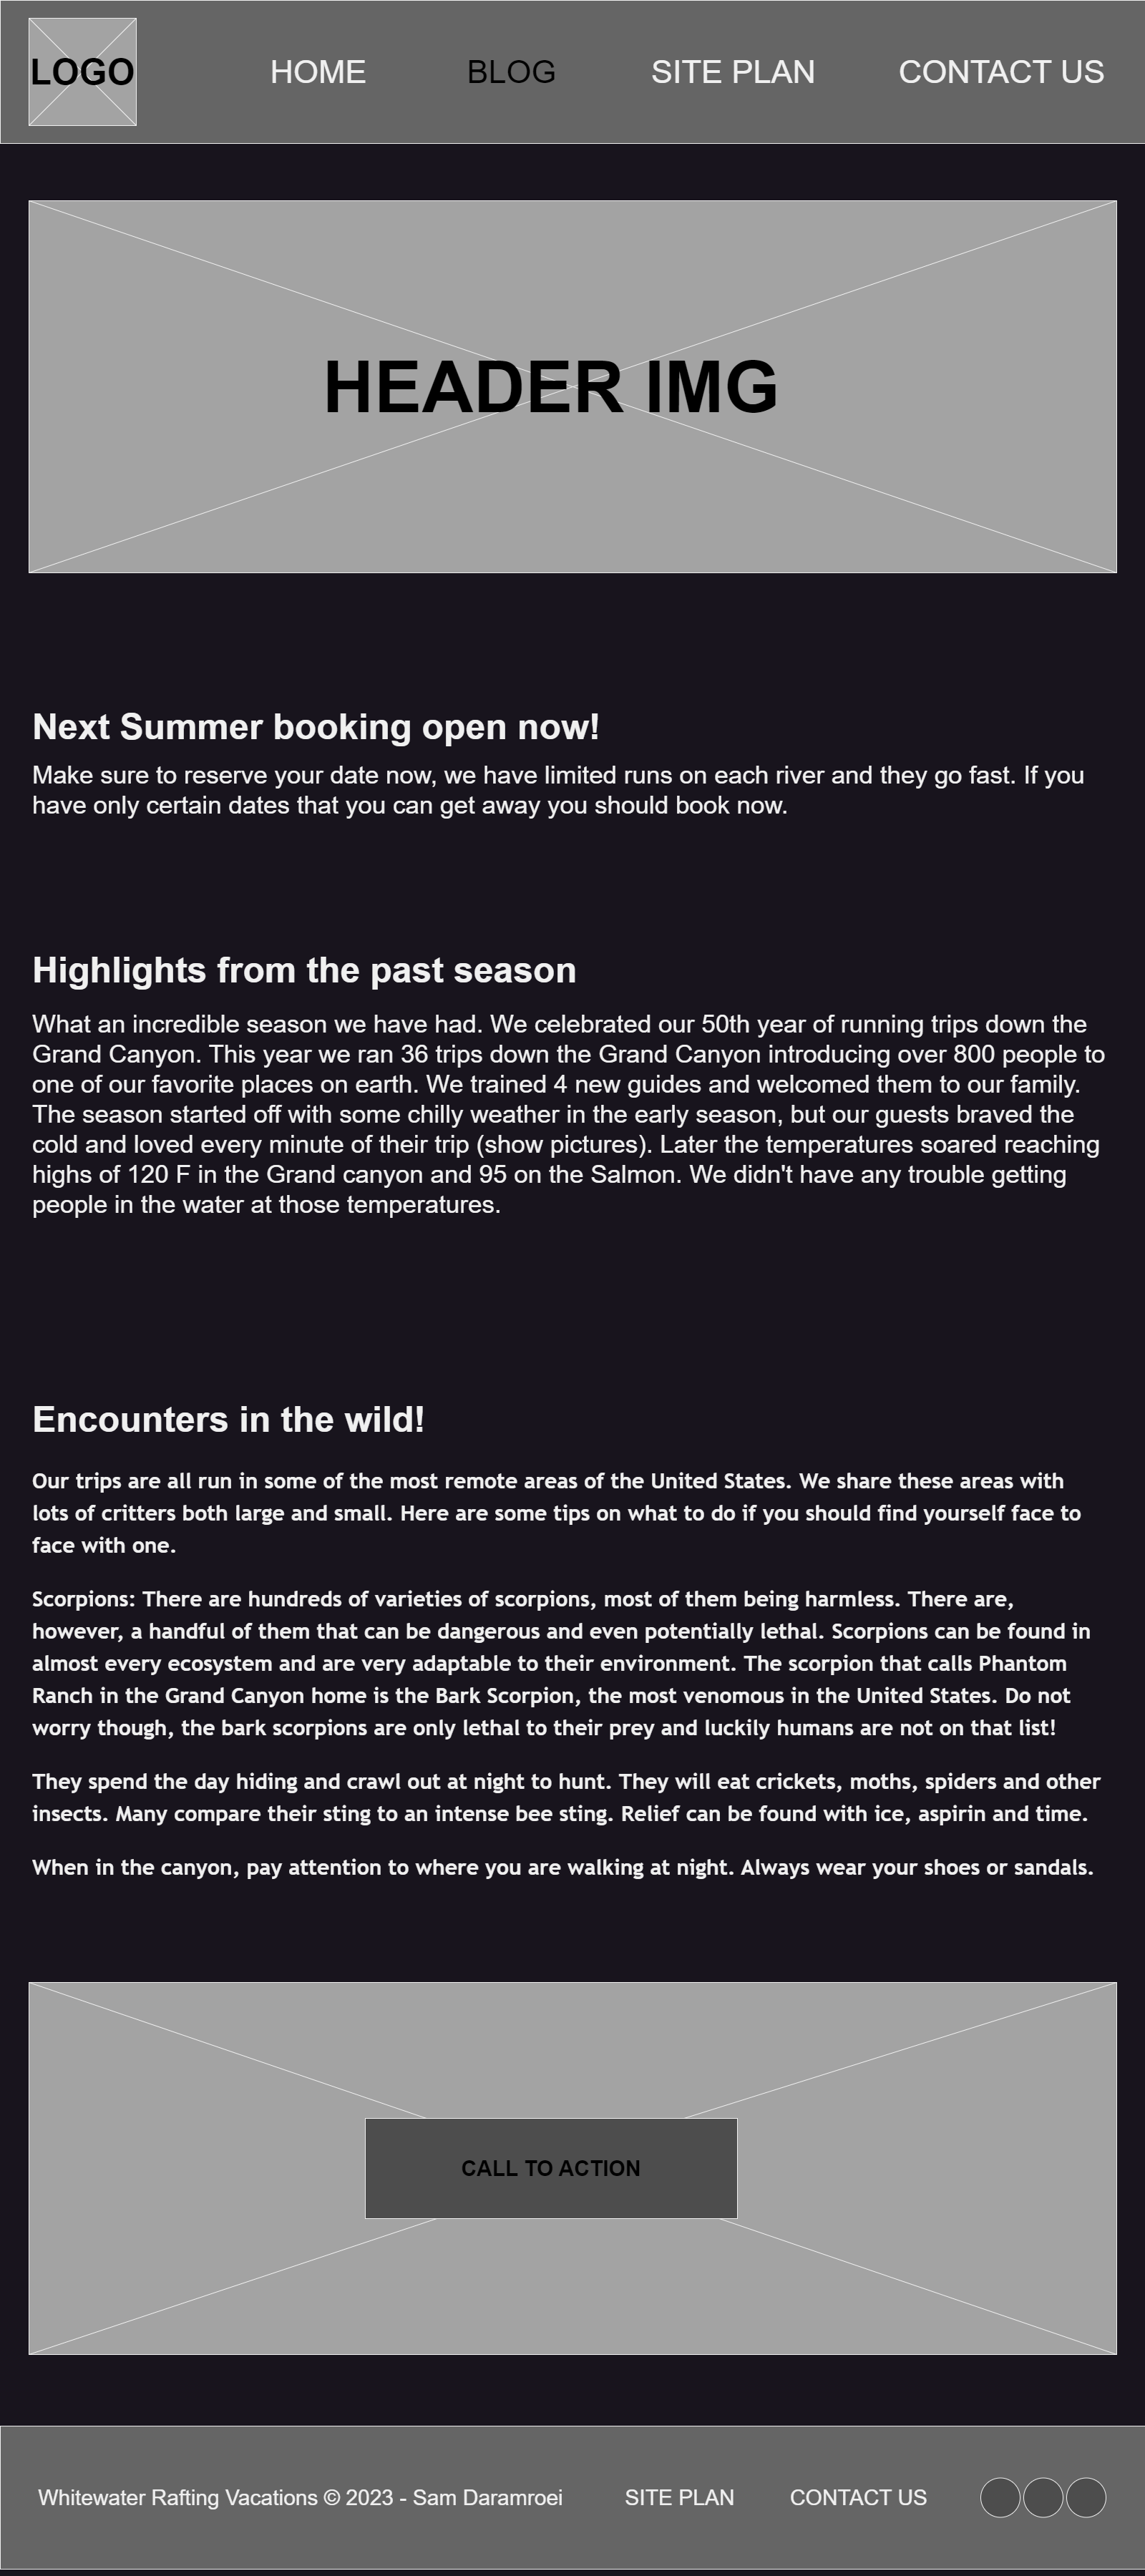 LOGO
HOME
BLOG
SITE PLAN
CONTACT US
HEADER IMG
Next Summer booking open now!
Make sure to reserve your date now, we have limited runs on each river and they go fast. If you
have only certain dates that you can get away you should book now.
Highlights from the past season
What an incredible season we have had. We celebrated our 50th year of running trips down the
Grand Canyon. This year we ran 36 trips down the Grand Canyon introducing over 800 people to
one of our favorite places on earth. We trained 4 new guides and welcomed them to our family.
The season started off with some chilly weather in the early season, but our guests braved the
cold and loved every minute of their trip (show pictures). Later the temperatures soared reaching
highs of 120 F in the Grand canyon and 95 on the Salmon. We didn't have any trouble getting
people in the water at those temperatures.
Encounters in the wild!
Our trips are all run in some of the most remote areas of the United States. We share these areas with
lots of critters both large and small. Here are some tips on what to do if you should find yourself face to
face with one.
Scorpions: There are hundreds of varieties of scorpions, most of them being harmless. There are,
however, a handful of them that can be dangerous and even potentially lethal. Scorpions can be found in
almost every ecosystem and are very adaptable to their environment. The scorpion that calls Phantom
Ranch in the Grand Canyon home is the Bark Scorpion, the most venomous in the United States. Do not
worry though, the bark scorpions are only lethal to their prey and luckily humans are not on that list!
They spend the day hiding and crawl out at night to hunt. They will eat crickets, moths, spiders and other
insects. Many compare their sting to an intense bee sting. Relief can be found with ice, aspirin and time.
When in the canyon, pay attention to where you are walking at night. Always wear your shoes or sandals.
CALL TO ACTION
Whitewater Rafting Vacations © 2023 - Sam Daramroei
SITE PLAN
CONTACT US